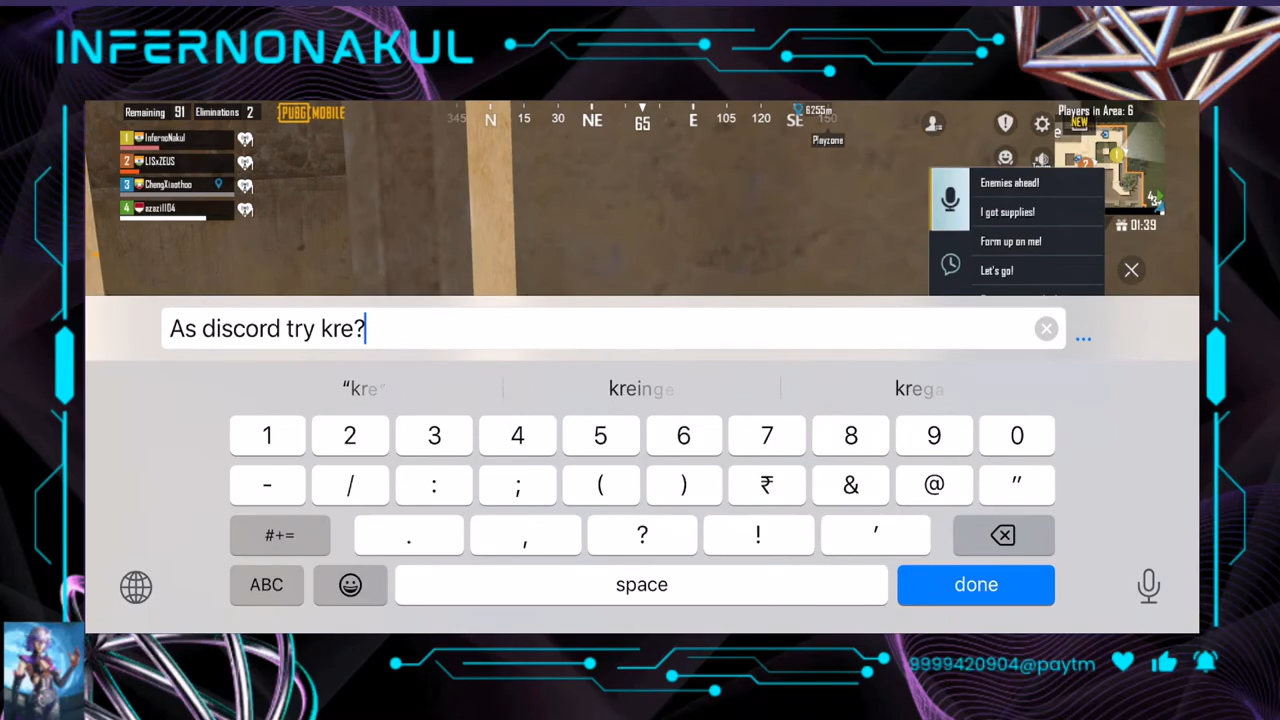 INFERNONAKUL
Remaining 91 Eliminations 2
PUBG MOBILE
345 N 15 30 NE 65 E 105 120 SE 150
6255m
Playzone
Players in Area: 6
NEW
1 InfernoNakul
2 LISxZEUS
3 ChengXiaothoo
4 azazil104
Enemies ahead!
I got supplies!
Form up on me!
Let's go!
01:39
As discord try kre?
...
“kre”
kreinge
krega
1 2 3 4 5 6 7 8 9 0
- / : ; ( ) ₹ & @ "
#+= . , ? ! '
ABC space done
9999420904@paytm